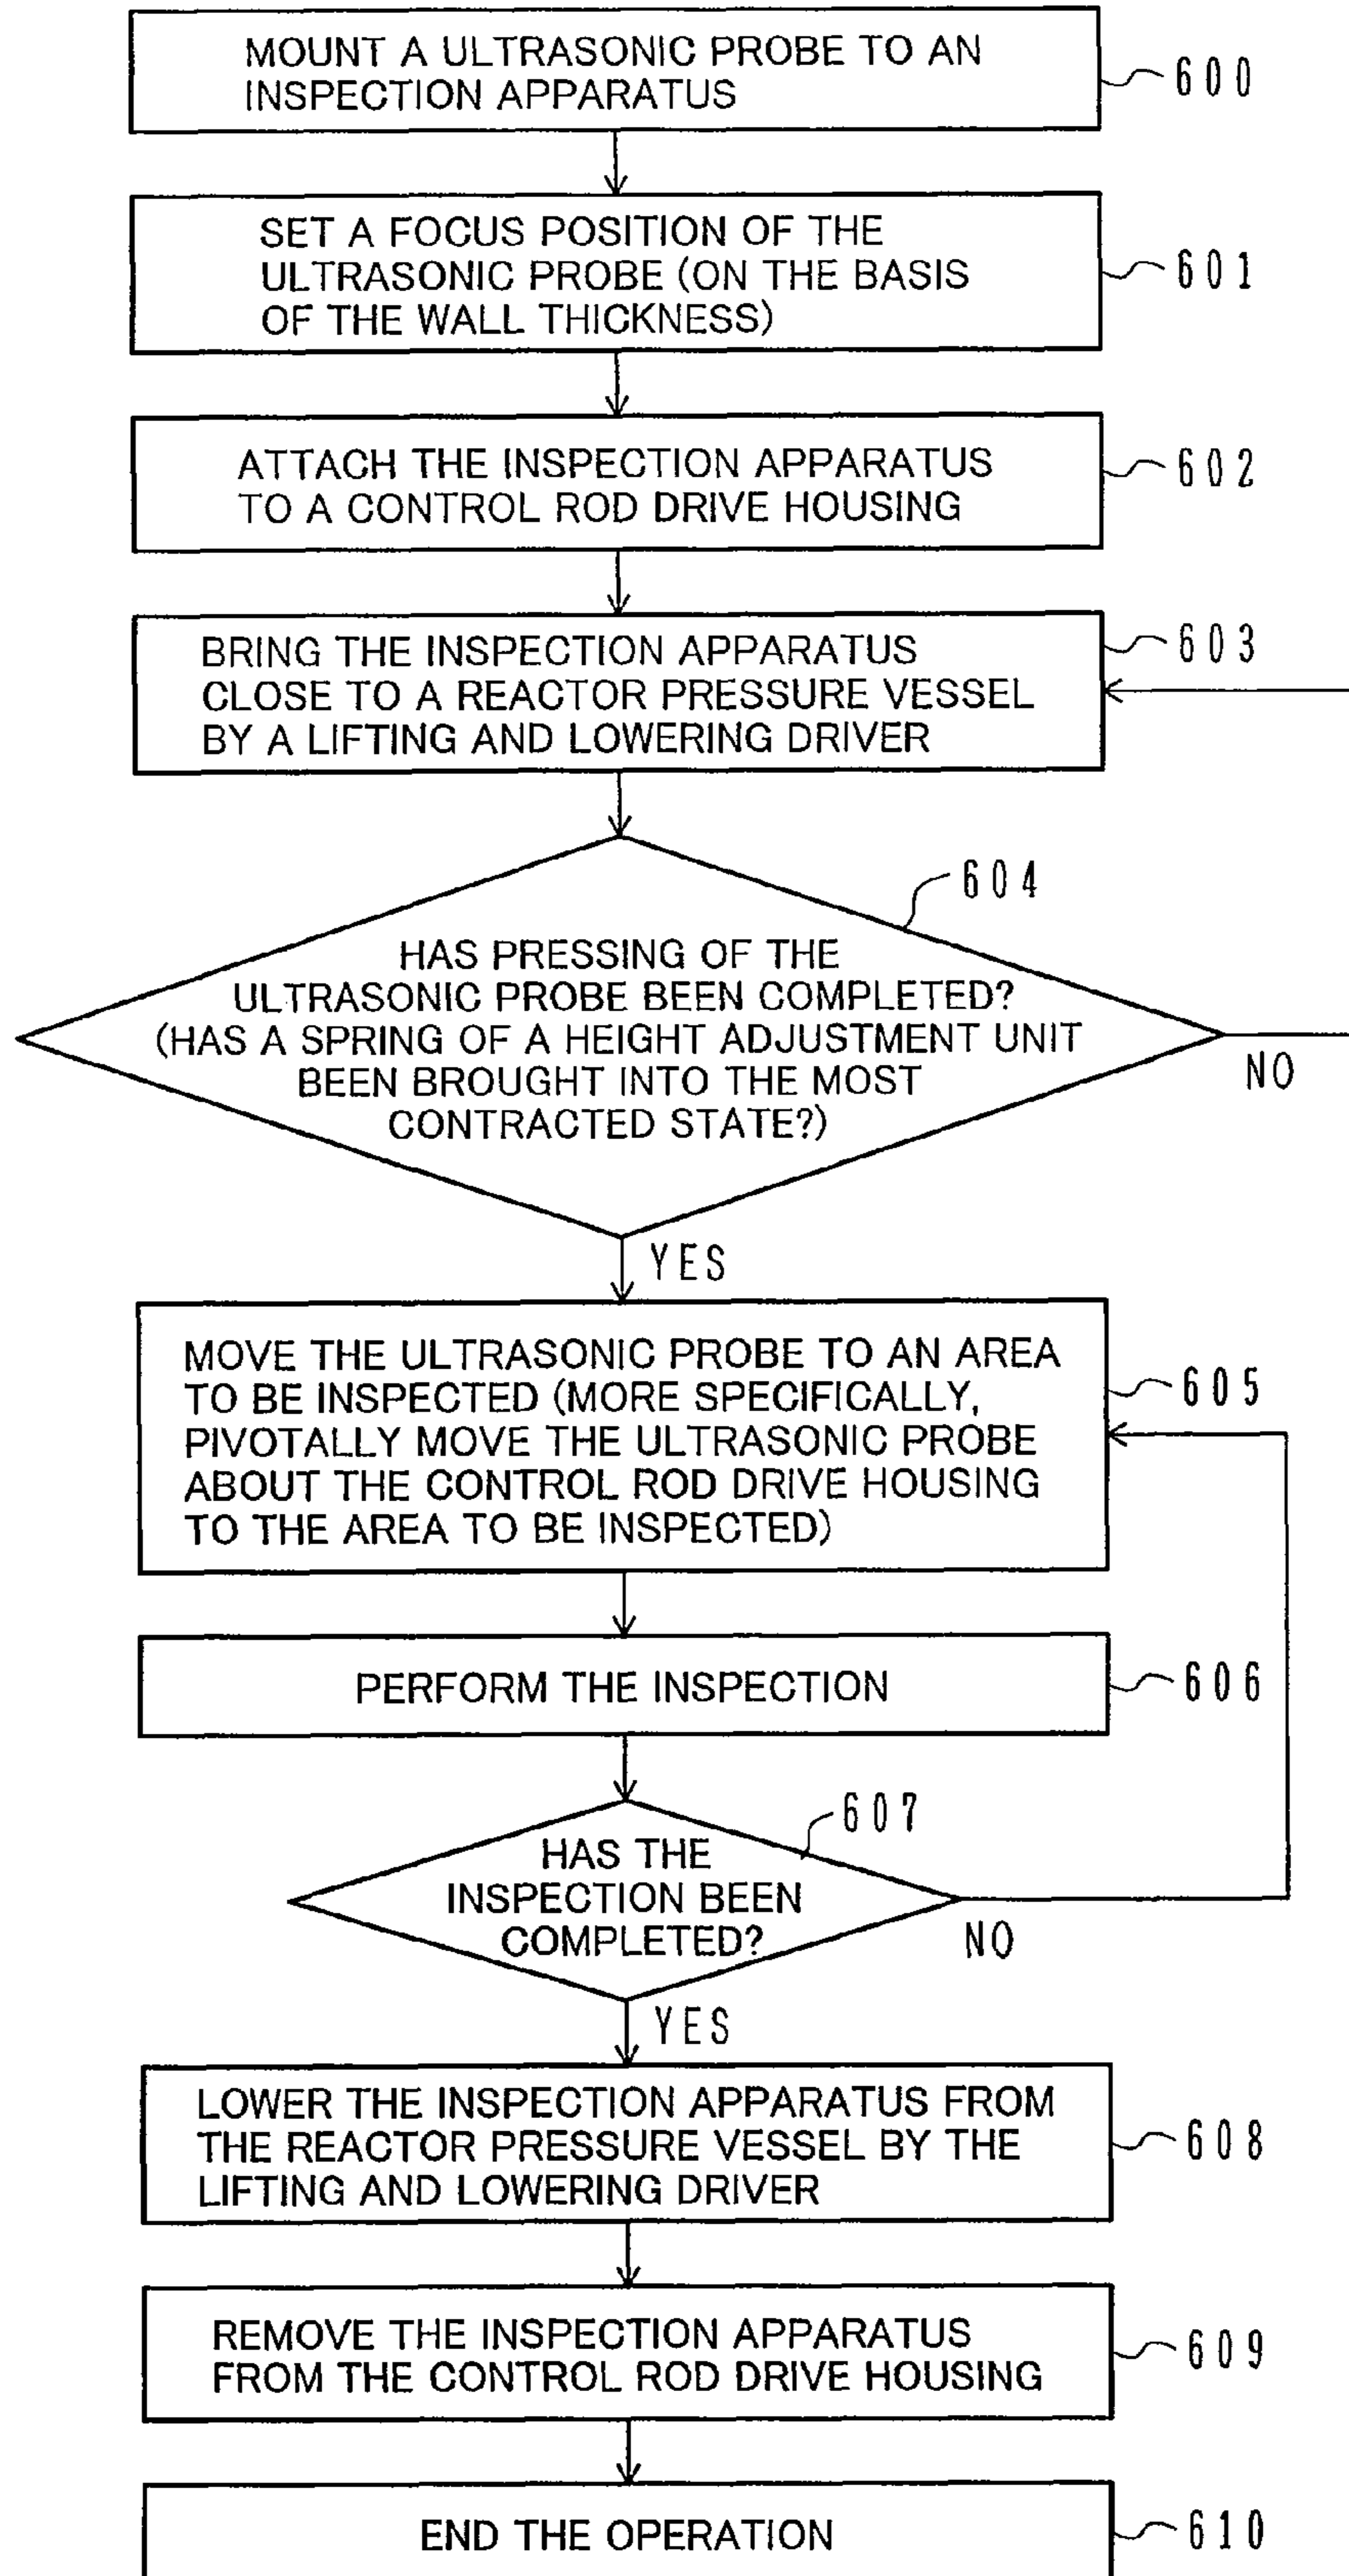 MOUNT A ULTRASONIC PROBE TO AN
INSPECTION APPARATUS
600
SET A FOCUS POSITION OF THE
ULTRASONIC PROBE (ON THE BASIS
OF THE WALL THICKNESS)
601
ATTACH THE INSPECTION APPARATUS
TO A CONTROL ROD DRIVE HOUSING
602
BRING THE INSPECTION APPARATUS
CLOSE TO A REACTOR PRESSURE VESSEL
BY A LIFTING AND LOWERING DRIVER
603
604
HAS PRESSING OF THE
ULTRASONIC PROBE BEEN COMPLETED?
(HAS A SPRING OF A HEIGHT ADJUSTMENT UNIT
BEEN BROUGHT INTO THE MOST
CONTRACTED STATE?)
NO
YES
MOVE THE ULTRASONIC PROBE TO AN AREA
TO BE INSPECTED (MORE SPECIFICALLY,
PIVOTALLY MOVE THE ULTRASONIC PROBE
ABOUT THE CONTROL ROD DRIVE HOUSING
TO THE AREA TO BE INSPECTED)
605
PERFORM THE INSPECTION
606
607
HAS THE
INSPECTION BEEN
COMPLETED?
NO
YES
LOWER THE INSPECTION APPARATUS FROM
THE REACTOR PRESSURE VESSEL BY THE
LIFTING AND LOWERING DRIVER
608
REMOVE THE INSPECTION APPARATUS
FROM THE CONTROL ROD DRIVE HOUSING
609
END THE OPERATION
610